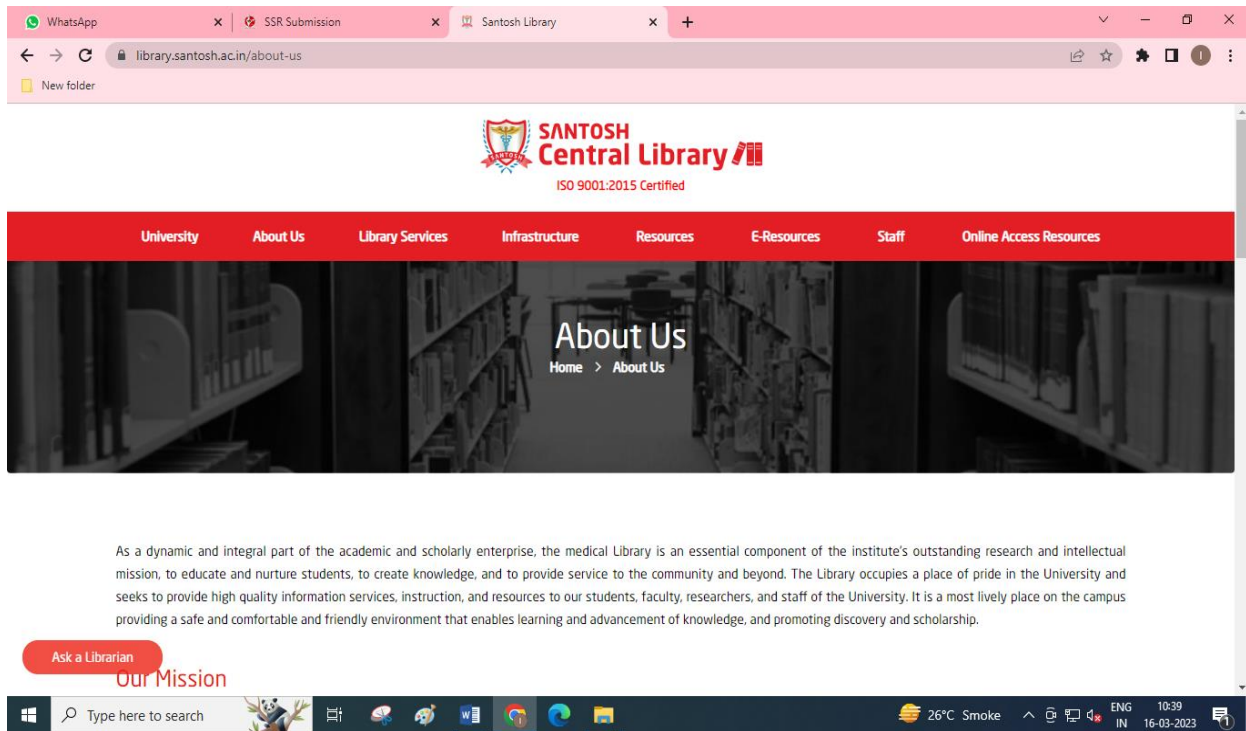 WhatsApp
SSR Submission
Santosh Library
library.santosh.ac.in/about-us
New folder
SANTOSH
SΛNTOSH
Central Library
ISO 9001:2015 Certified
University About Us Library Services Infrastructure Resources E-Resources Staff Online Access Resources
About Us
Home > About Us
As a dynamic and integral part of the academic and scholarly enterprise, the medical Library is an essential component of the institute's outstanding research and intellectual
mission, to educate and nurture students, to create knowledge, and to provide service to the community and beyond. The Library occupies a place of pride in the University and
seeks to provide high quality information services, instruction, and resources to our students, faculty, researchers, and staff of the University. It is a most lively place on the campus
providing a safe and comfortable and friendly environment that enables learning and advancement of knowledge, and promoting discovery and scholarship.
Ask a Librarian
Our Mission
Type here to search
26°C Smoke
ENG
IN
10:39
16-03-2023